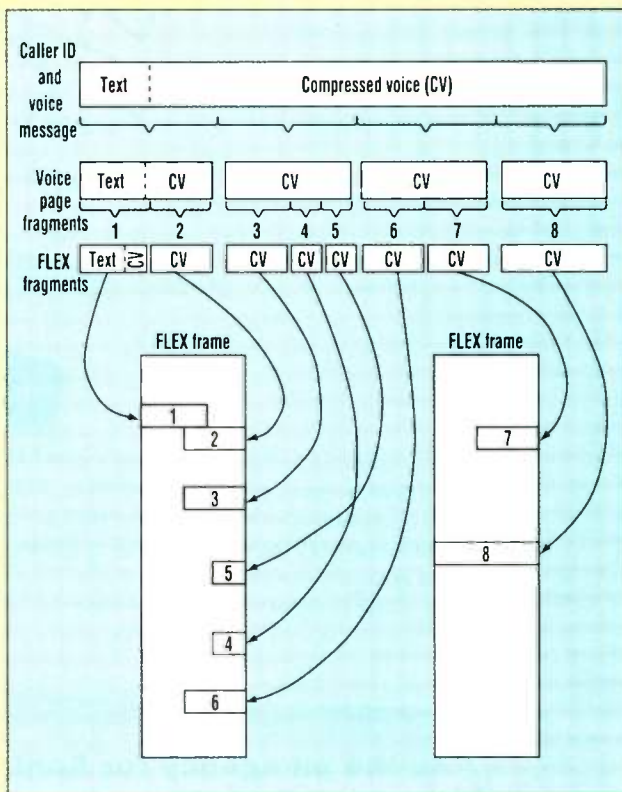 Caller ID
and
voice
message
Text
Compressed voice (CV)
Voice
page
fragments
Text
CV
CV
CV
CV
1
2
3
4
5
6
7
8
FLEX
fragments
Text
CV
CV
CV
CV
CV
CV
CV
CV
FLEX frame
FLEX frame
1
2
7
3
8
5
4
6